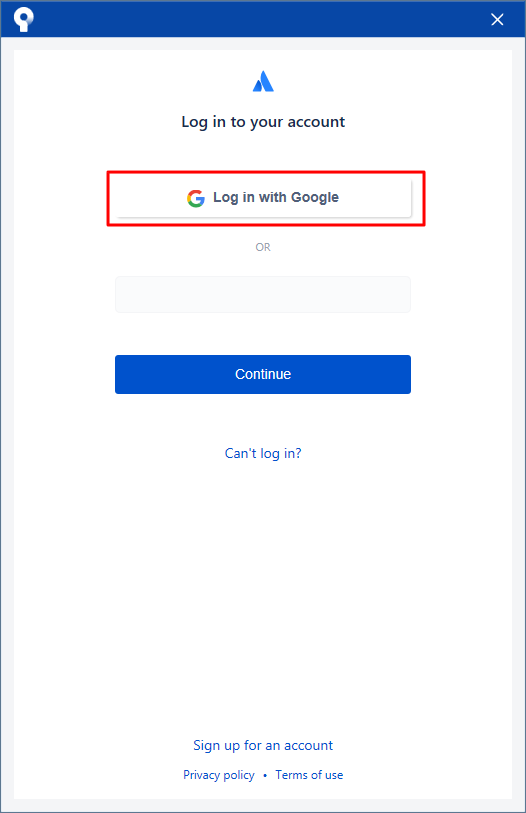 Log in to your account
Log in with Google
OR
Continue
Can't log in?
Sign up for an account
Privacy policy • Terms of use